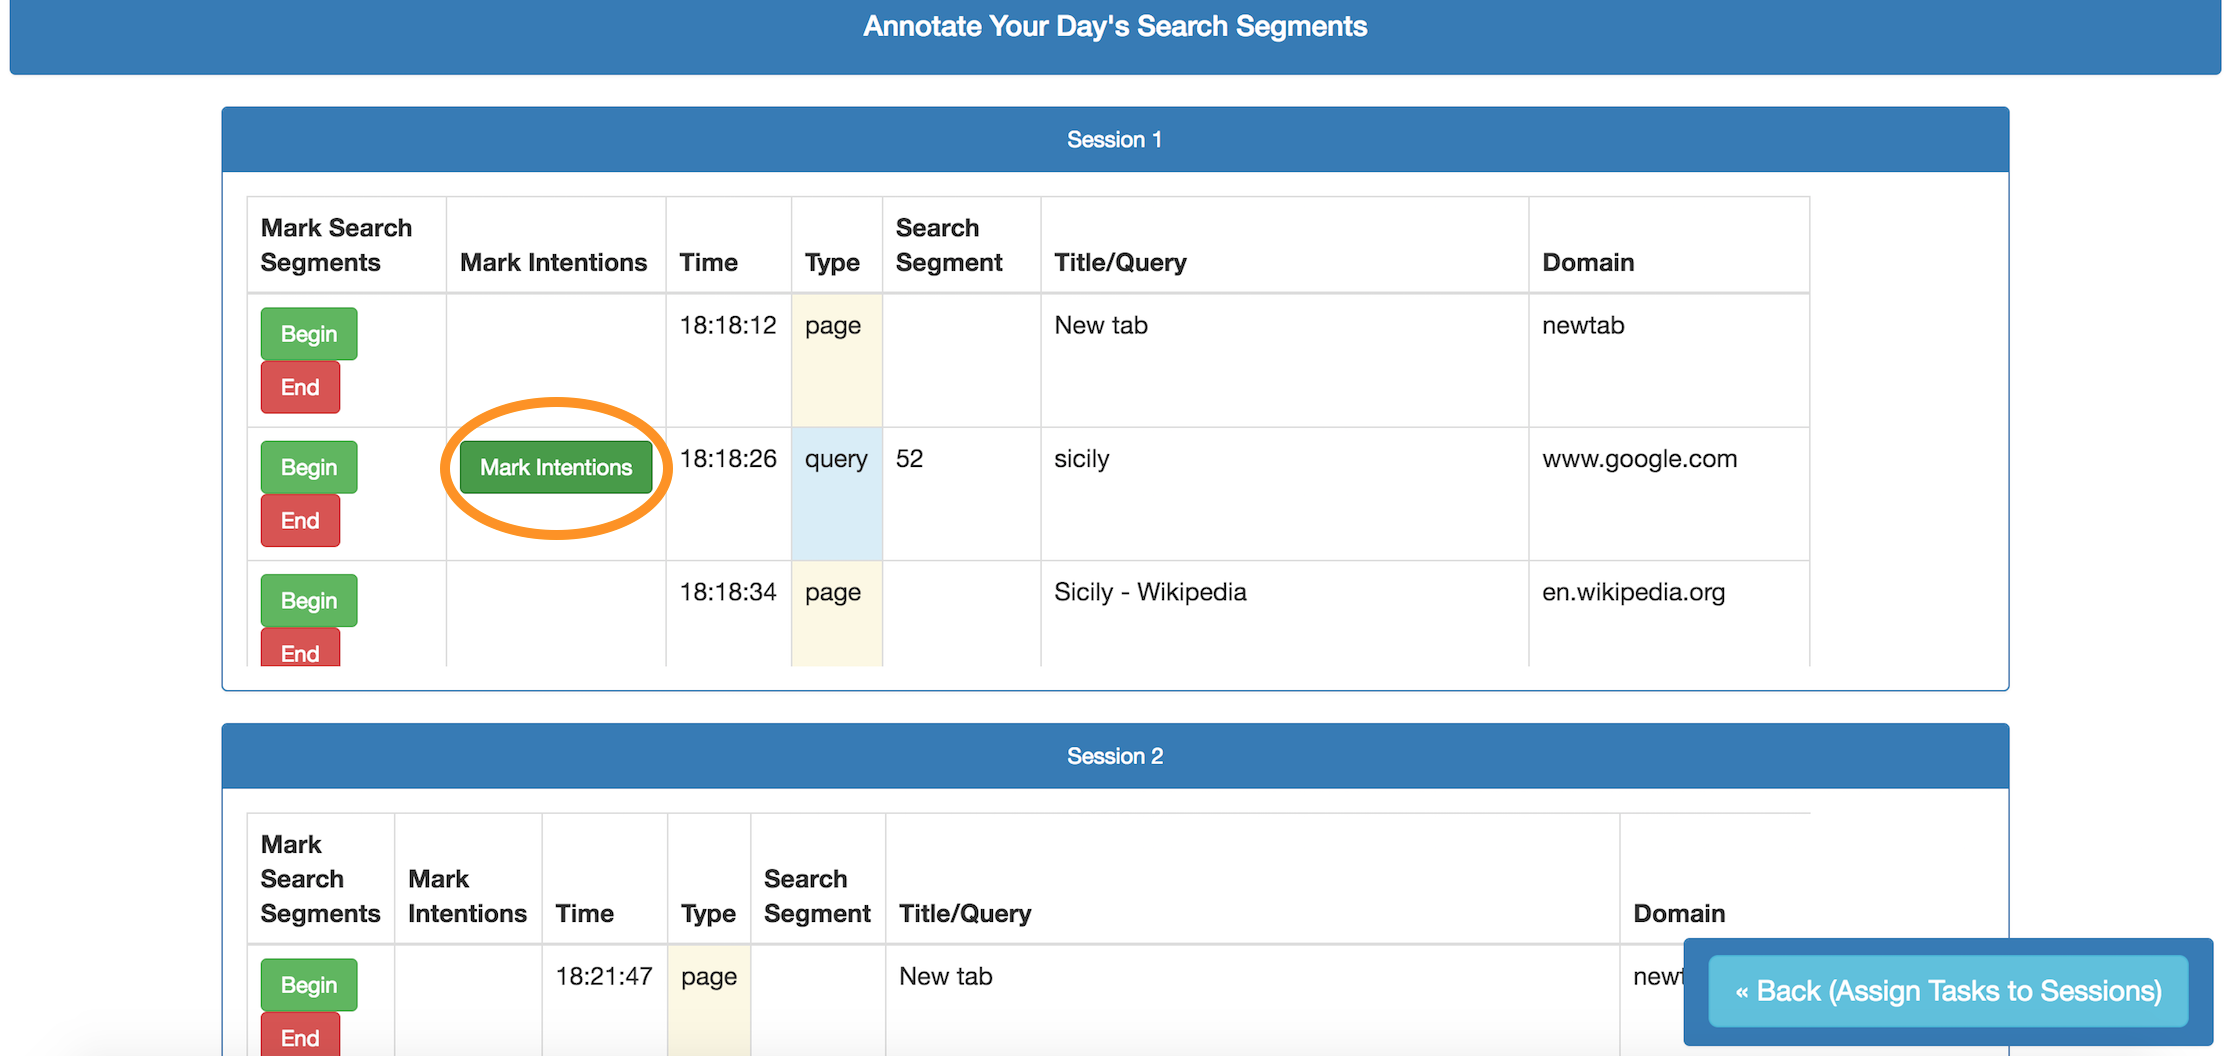 Annotate Your Day's Search Segments
Session 1
Mark Search Segments Mark Intentions Time Type Search Segment Title/Query Domain
Begin 18:18:12 page New tab newtab
End
Begin Mark Intentions 18:18:26 query 52 sicily www.google.com
End
Begin 18:18:34 page Sicily - Wikipedia en.wikipedia.org
End
Session 2
Mark Search Segments Mark Intentions Time Type Search Segment Title/Query Domain
Begin 18:21:47 page New tab
End
« Back (Assign Tasks to Sessions)